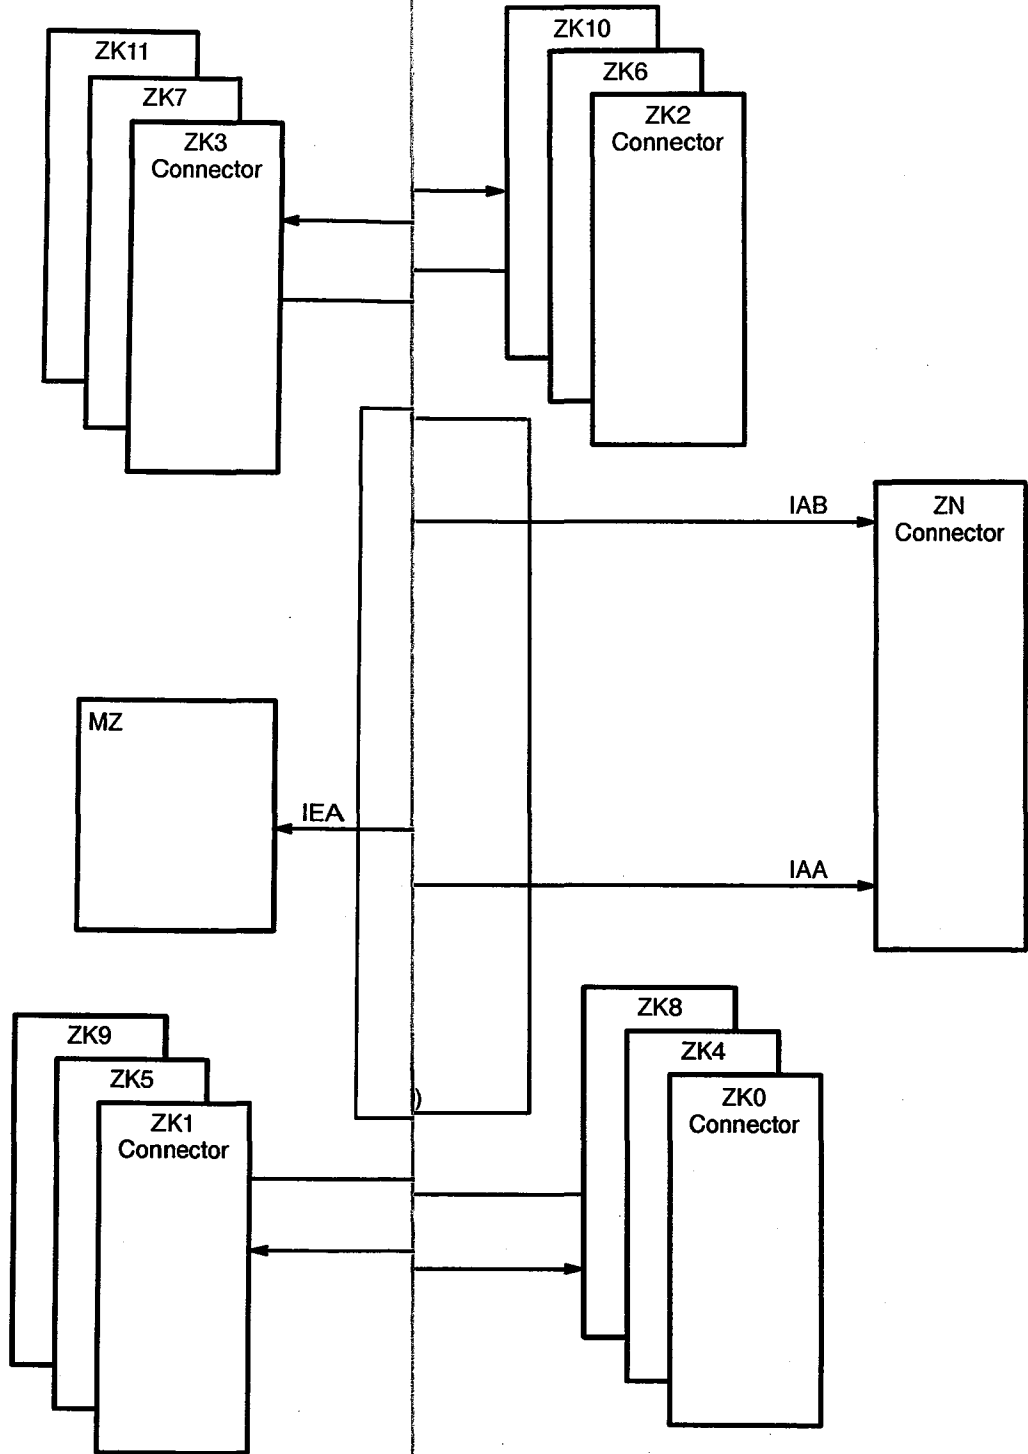 ZK11
ZK7
ZK3
Connector
ZK10
ZK6
ZK2
Connector
IAB
ZN
Connector
MZ
IEA
IAA
ZK9
ZK5
ZK1
Connector
)
ZK8
ZK4
ZK0
Connector